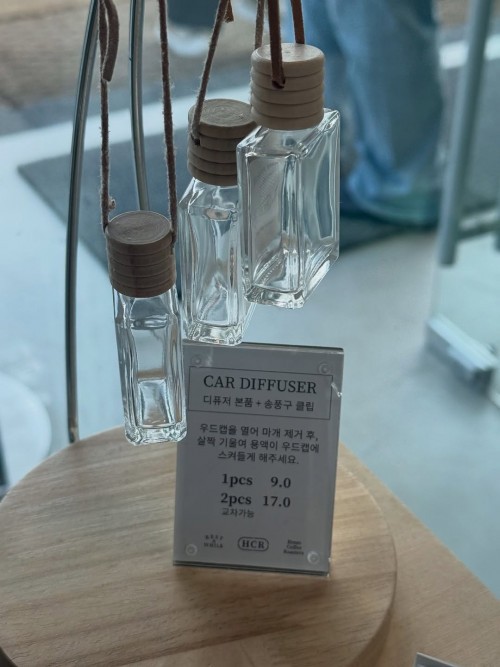 CAR DIFFUSER
디퓨저 본품 + 송풍구 클립
우드캡을 열어 마개 제거 후,
살짝 기울여 용액이 우드캡에
스며들게 해주세요.
1pcs 9.0
2pcs 17.0
교차가능
HCR